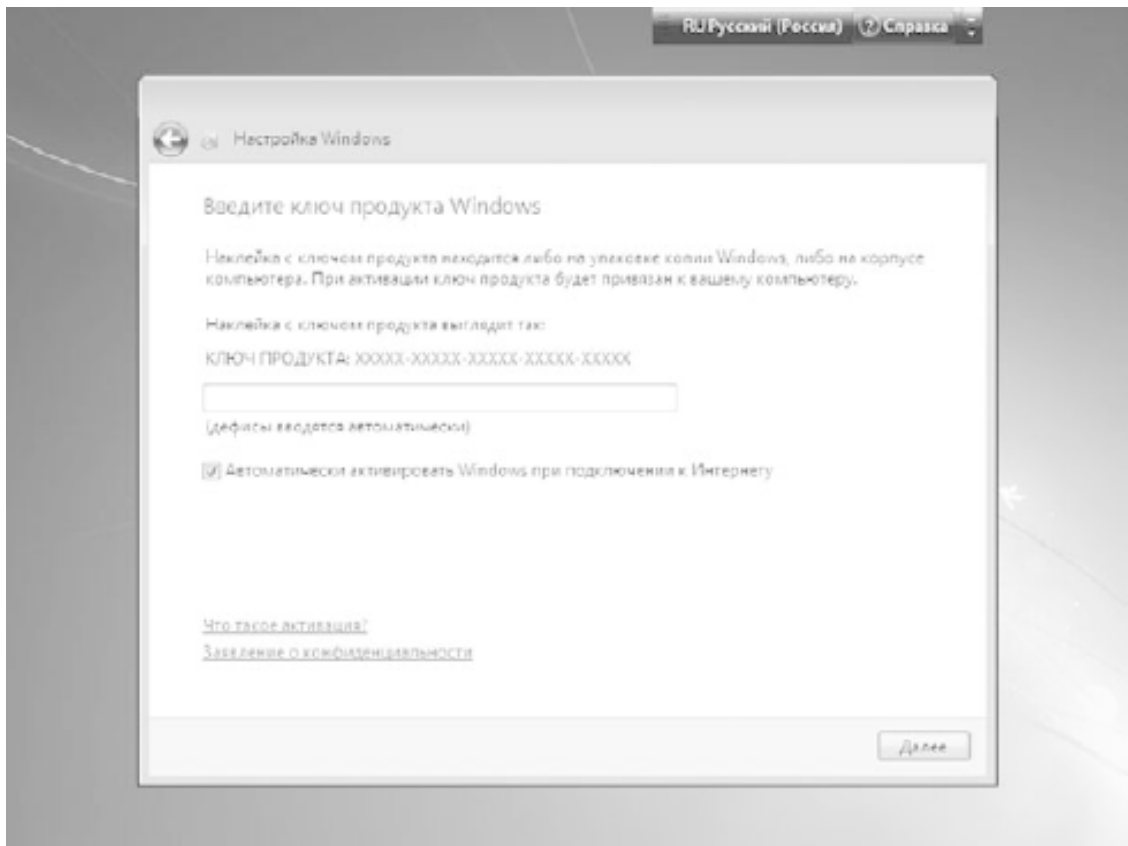 RU Русский (Россия) Справка
Настройка Windows
Введите ключ продукта Windows
Наклейка с ключом продукта находится либо на упаковке копии Windows, либо на корпусе
компьютера. При активации ключ продукта будет привязан к вашему компьютеру.
Наклейка с ключом продукта выглядит так:
КЛЮЧ ПРОДУКТА: XXXXX-XXXXX-XXXXX-XXXXX-XXXXX
(дефисы вводятся автоматически)
Автоматически активировать Windows при подключении к Интернету
Что такое активация?
Заявление о конфиденциальности
Далее